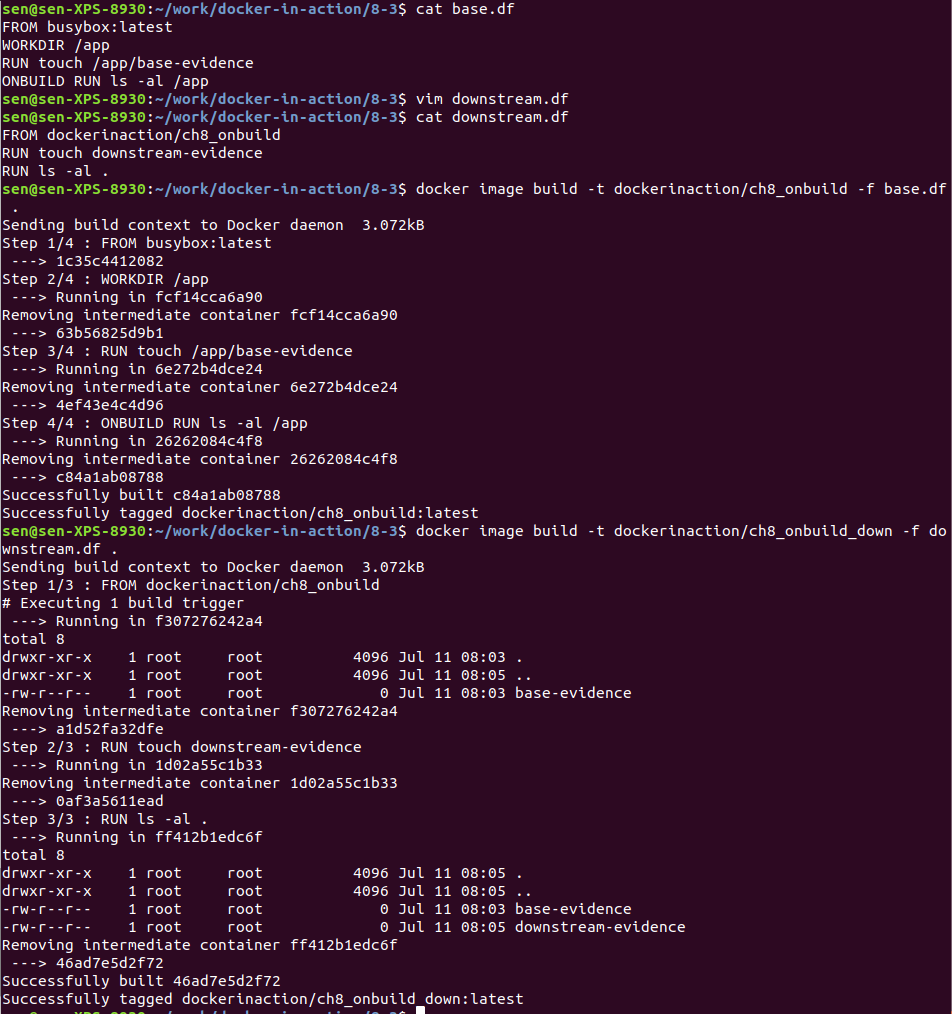 sen@sen-XPS-8930:~/work/docker-in-action/8-3$ cat base.df
FROM busybox:latest
WORKDIR /app
RUN touch /app/base-evidence
ONBUILD RUN ls -al /app
sen@sen-XPS-8930:~/work/docker-in-action/8-3$ vim downstream.df
sen@sen-XPS-8930:~/work/docker-in-action/8-3$ cat downstream.df
FROM dockerinaction/ch8_onbuild
RUN touch downstream-evidence
RUN ls -al .
sen@sen-XPS-8930:~/work/docker-in-action/8-3$ docker image build -t dockerinaction/ch8_onbuild -f base.df
 .
Sending build context to Docker daemon  3.072kB
Step 1/4 : FROM busybox:latest
 ---> 1c35c4412082
Step 2/4 : WORKDIR /app
 ---> Running in fcf14cca6a90
Removing intermediate container fcf14cca6a90
 ---> 63b56825d9b1
Step 3/4 : RUN touch /app/base-evidence
 ---> Running in 6e272b4dce24
Removing intermediate container 6e272b4dce24
 ---> 4ef43e4c4d96
Step 4/4 : ONBUILD RUN ls -al /app
 ---> Running in 26262084c4f8
Removing intermediate container 26262084c4f8
 ---> c84a1ab08788
Successfully built c84a1ab08788
Successfully tagged dockerinaction/ch8_onbuild:latest
sen@sen-XPS-8930:~/work/docker-in-action/8-3$ docker image build -t dockerinaction/ch8_onbuild_down -f do
wnstream.df .
Sending build context to Docker daemon  3.072kB
Step 1/3 : FROM dockerinaction/ch8_onbuild
# Executing 1 build trigger
 ---> Running in f307276242a4
total 8
drwxr-xr-x    1 root     root          4096 Jul 11 08:03 .
drwxr-xr-x    1 root     root          4096 Jul 11 08:05 ..
-rw-r--r--    1 root     root             0 Jul 11 08:03 base-evidence
Removing intermediate container f307276242a4
 ---> a1d52fa32dfe
Step 2/3 : RUN touch downstream-evidence
 ---> Running in 1d02a55c1b33
Removing intermediate container 1d02a55c1b33
 ---> 0af3a5611ead
Step 3/3 : RUN ls -al .
 ---> Running in ff412b1edc6f
total 8
drwxr-xr-x    1 root     root          4096 Jul 11 08:05 .
drwxr-xr-x    1 root     root          4096 Jul 11 08:05 ..
-rw-r--r--    1 root     root             0 Jul 11 08:03 base-evidence
-rw-r--r--    1 root     root             0 Jul 11 08:05 downstream-evidence
Removing intermediate container ff412b1edc6f
 ---> 46ad7e5d2f72
Successfully built 46ad7e5d2f72
Successfully tagged dockerinaction/ch8_onbuild_down:latest